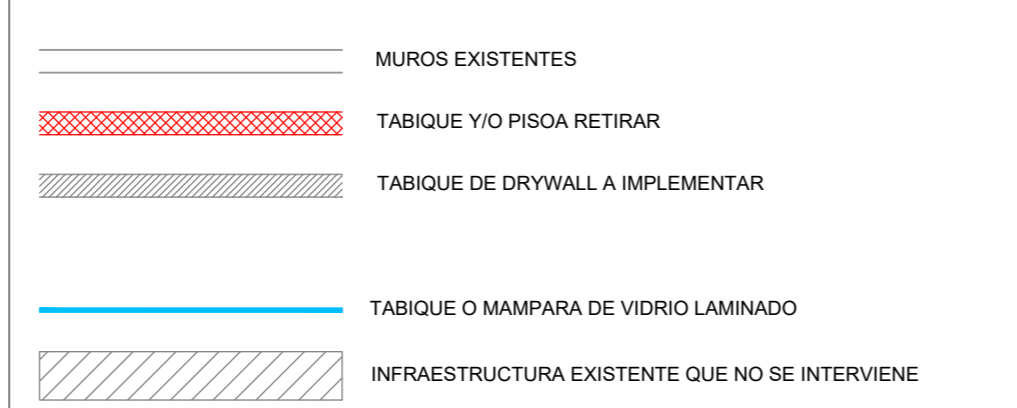 MUROS EXISTENTES
TABIQUE Y/O PISOA RETIRAR
TABIQUE DE DRYWALL A IMPLEMENTAR
TABIQUE O MAMPARA DE VIDRIO LAMINADO
INFRAESTRUCTURA EXISTENTE QUE NO SE INTERVIENE